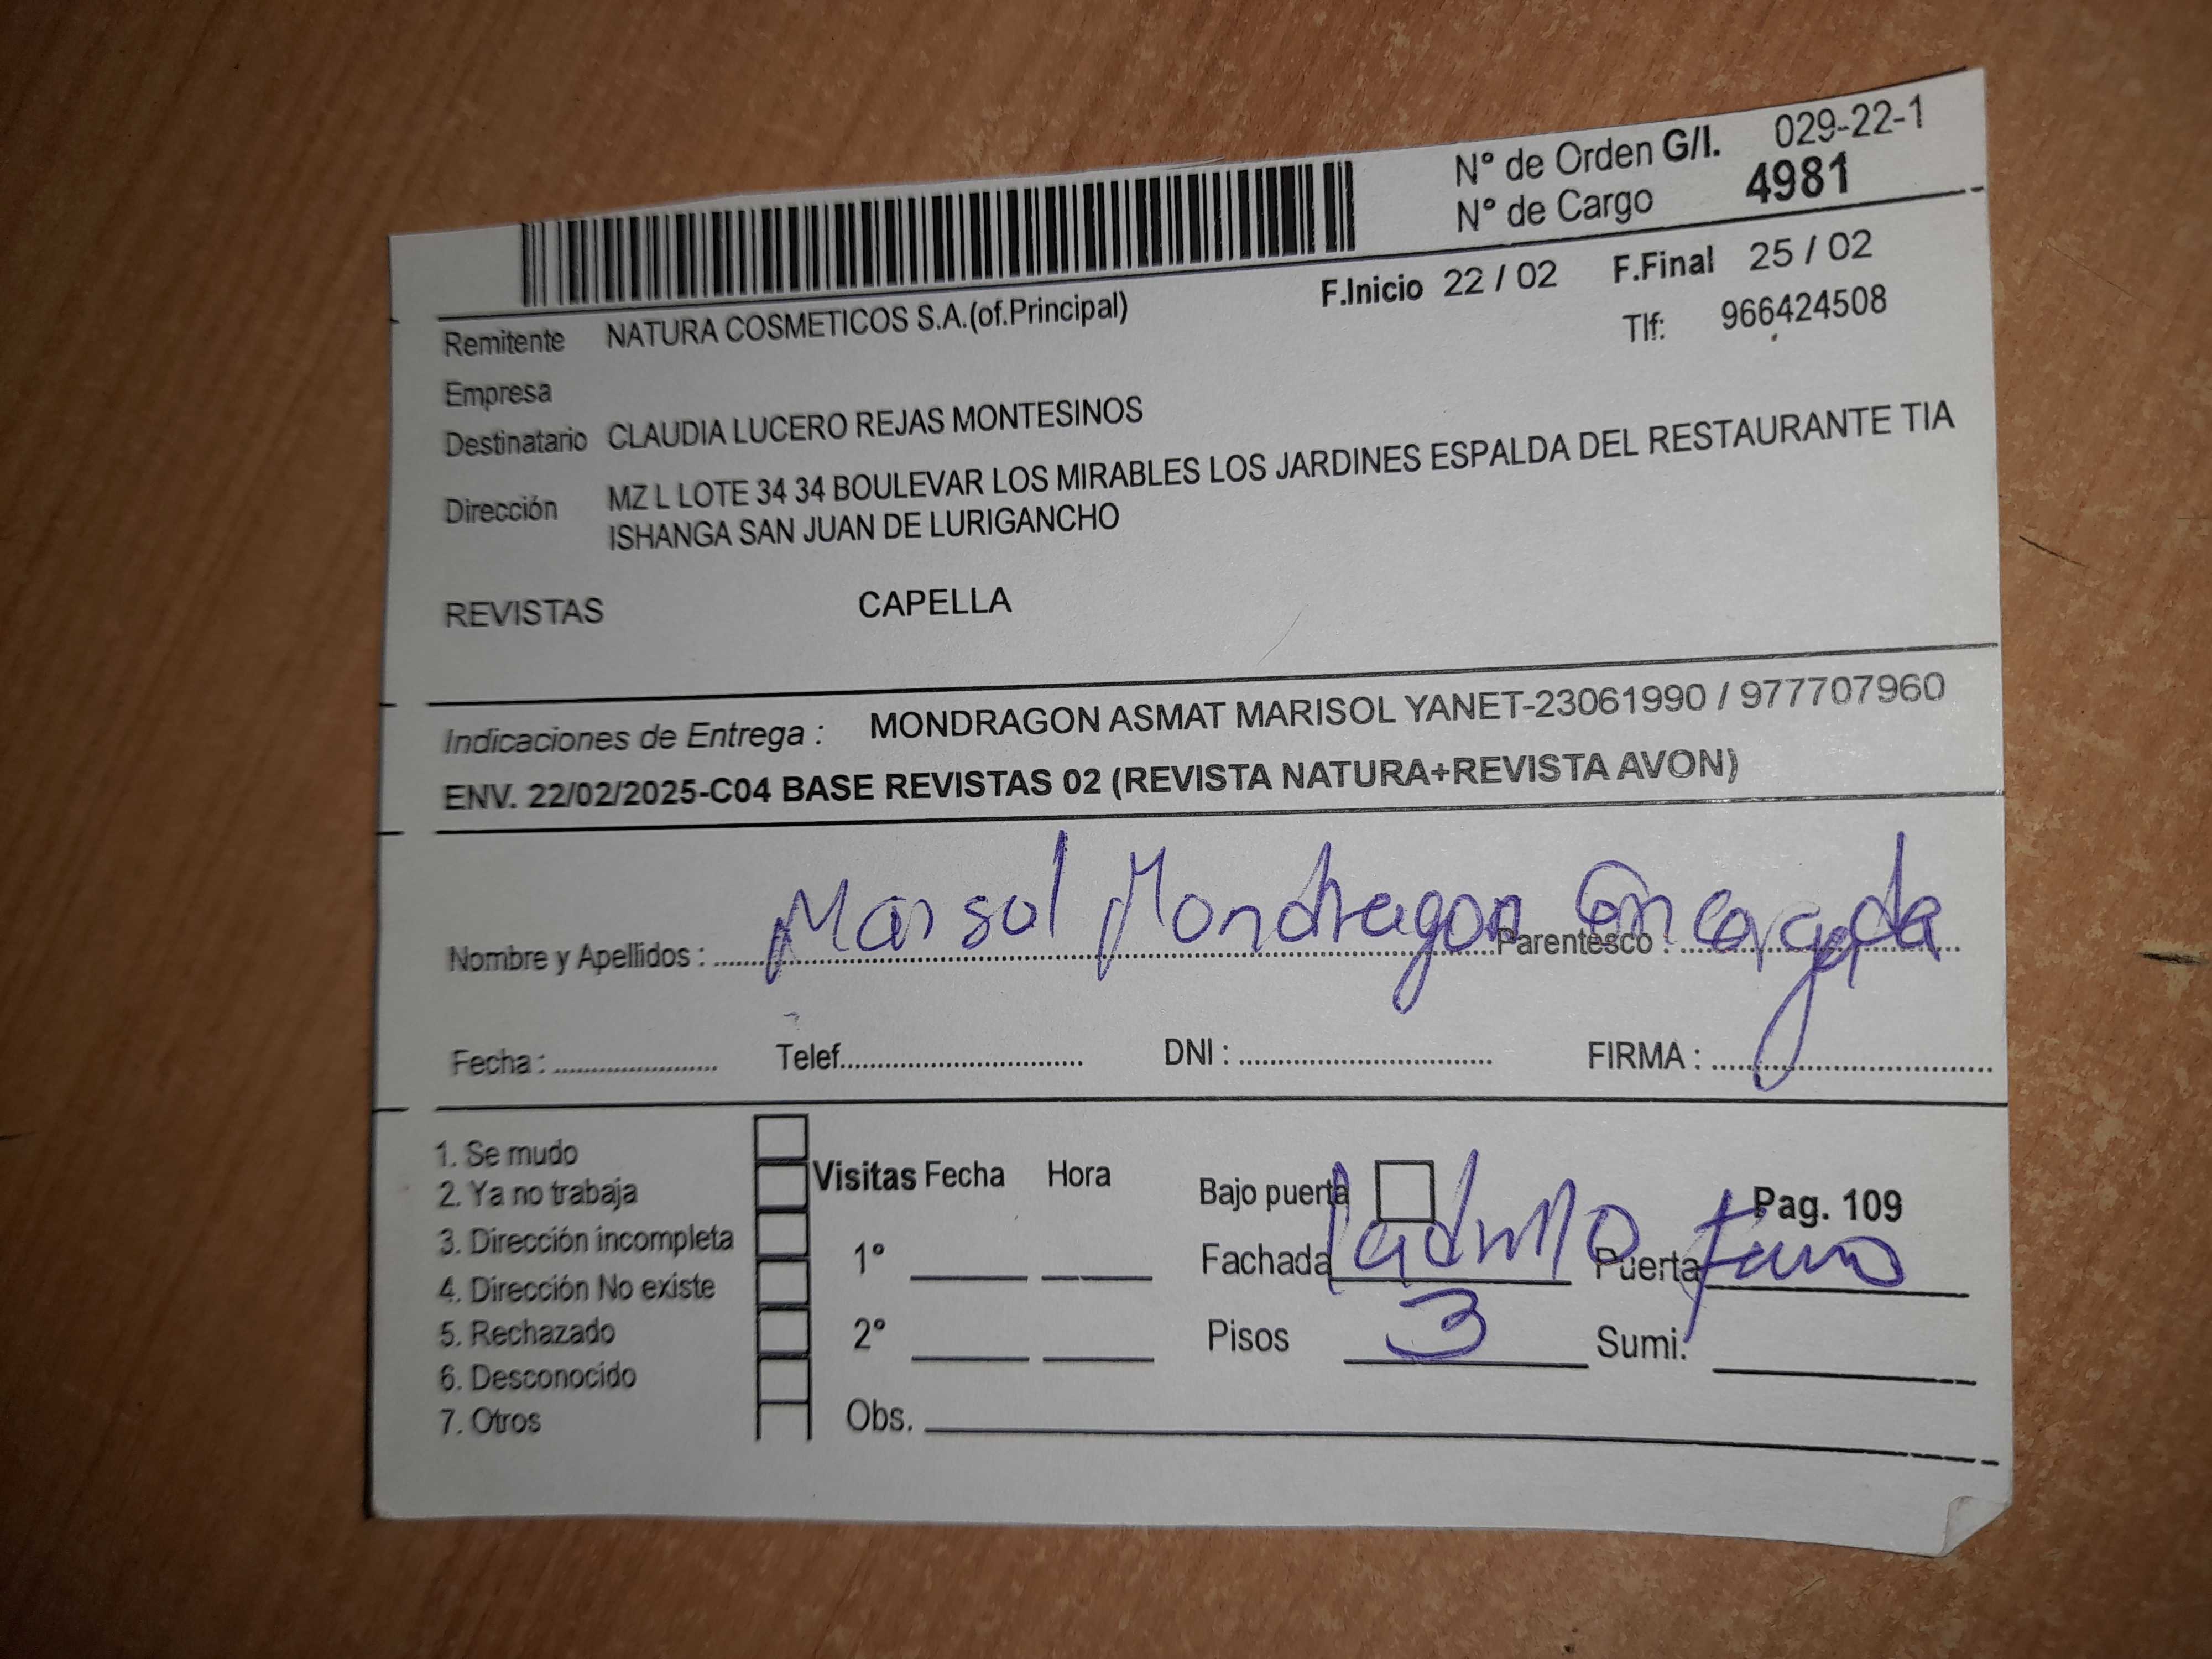 N° de Orden G/I. 029-22-1
N° de Cargo 4981
F.Inicio 22 / 02 F.Final 25 / 02
Remitente NATURA COSMETICOS S.A.(of.Principal) Tlf: 966424508
Empresa
Destinatario CLAUDIA LUCERO REJAS MONTESINOS
Dirección MZ L LOTE 34 34 BOULEVAR LOS MIRABLES LOS JARDINES ESPALDA DEL RESTAURANTE TIA
ISHANGA SAN JUAN DE LURIGANCHO
REVISTAS CAPELLA
Indicaciones de Entrega : MONDRAGON ASMAT MARISOL YANET-23061990 / 977707960
ENV. 22/02/2025-C04 BASE REVISTAS 02 (REVISTA NATURA+REVISTA AVON)
Nombre y Apellidos : Marisol Mondragon Parentesco : Encargada
Fecha : Telef. DNI : FIRMA :
1. Se mudo
2. Ya no trabaja
3. Dirección incompleta
4. Dirección No existe
5. Rechazado
6. Desconocido
7. Otros
Visitas Fecha Hora
1°
2°
Obs.
Bajo puerta Pag. 109
Fachada ladrillo Puerta fierro
Pisos 3 Sumi.